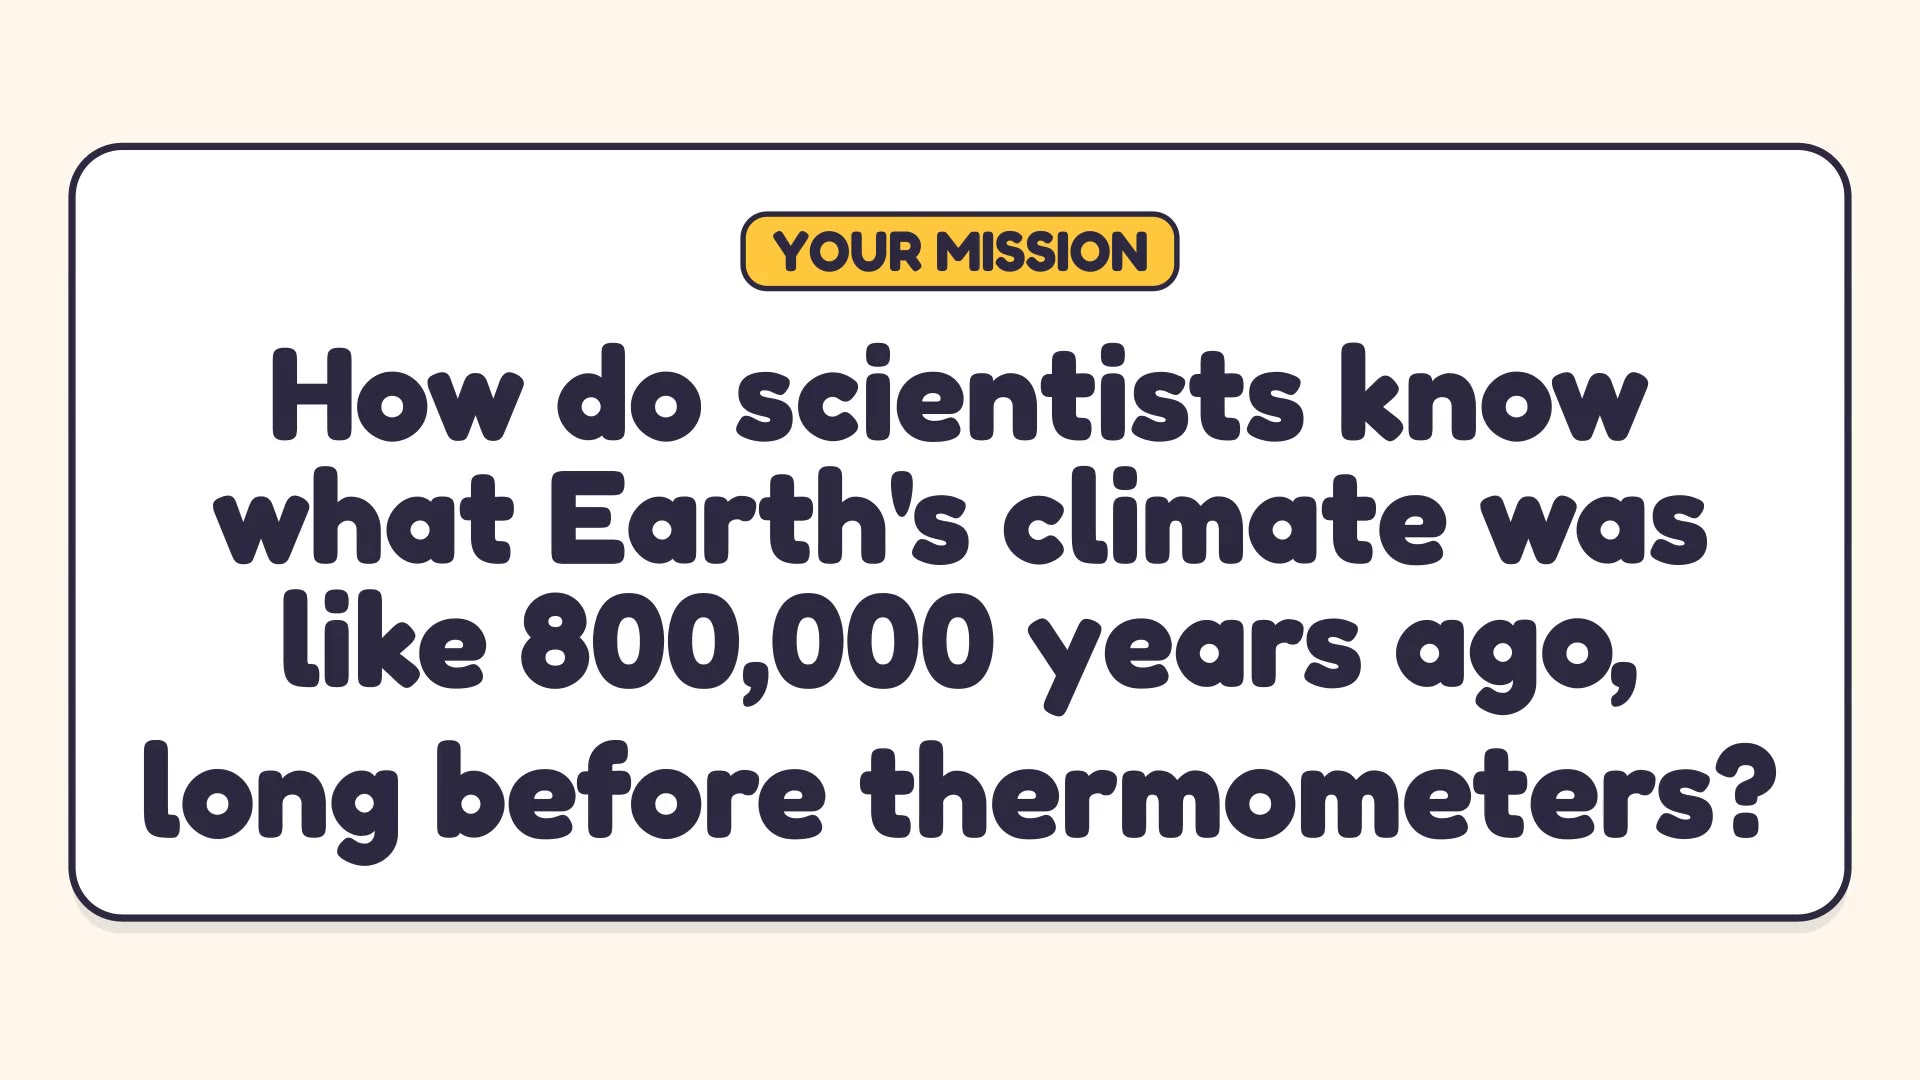 YOUR MISSION
How do scientists know
what Earth's climate was
like 800,000 years ago,
long before thermometers?